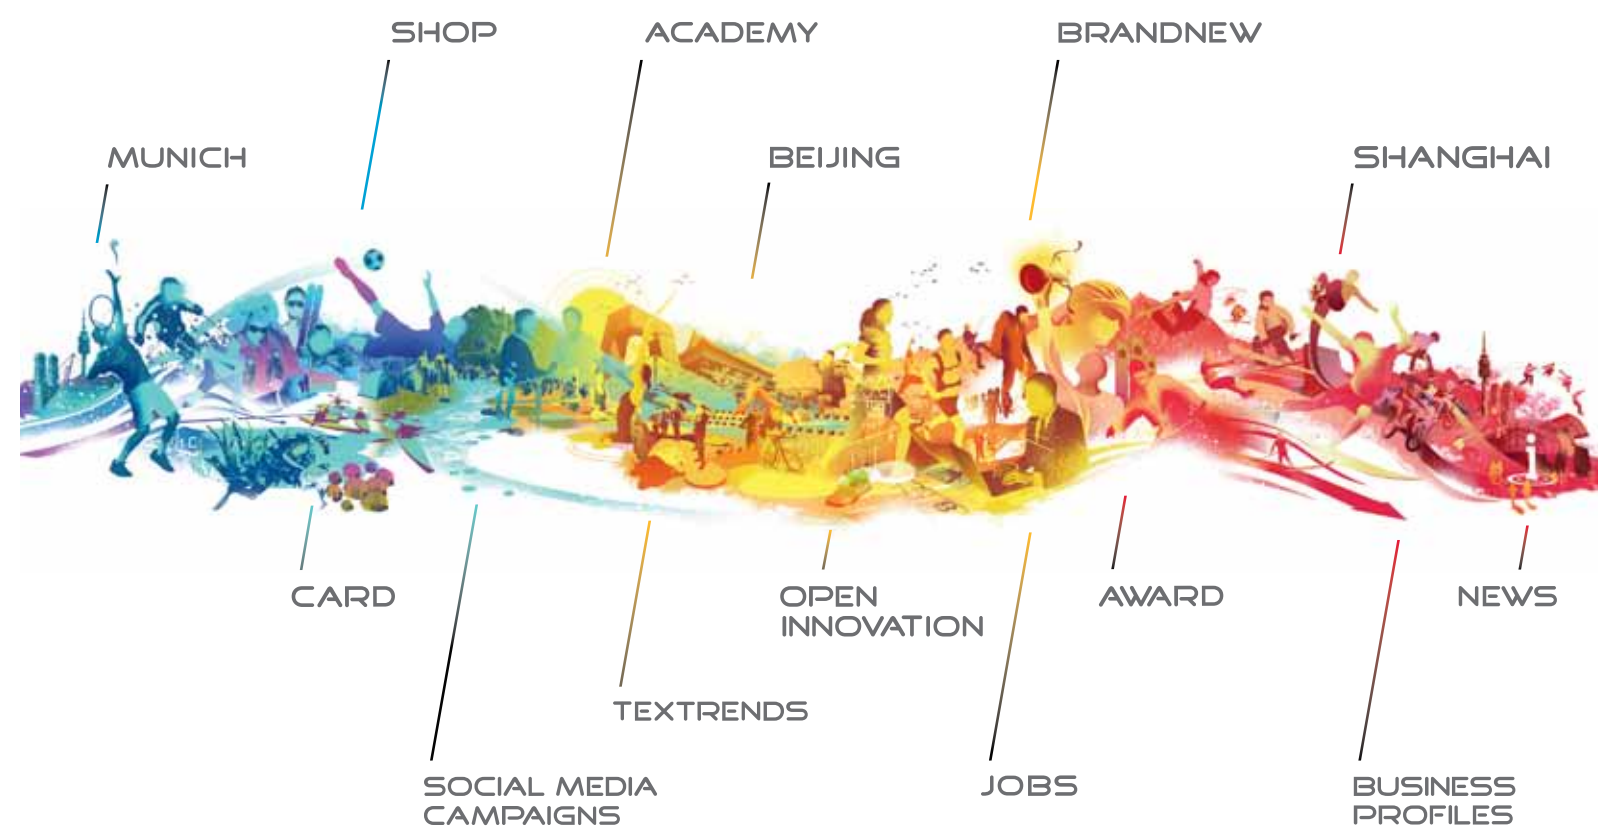 SHOP
ACADEMY
BRANDNEW
MUNICH
BEIJING
SHANGHAI
CARD
OPEN
INNOVATION
AWARD
NEWS
TEXTRENDS
SOCIAL MEDIA
CAMPAIGNS
JOBS
BUSINESS
PROFILES